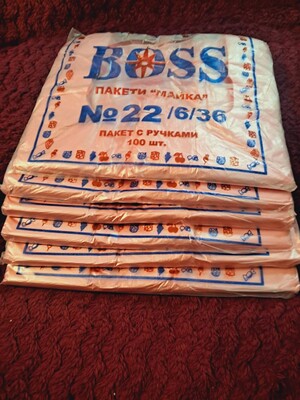 BOSS
ПАКЕТИ "МАЙКА"
№22/6/36
ПАКЕТ С РУЧКАМИ
100 шт.